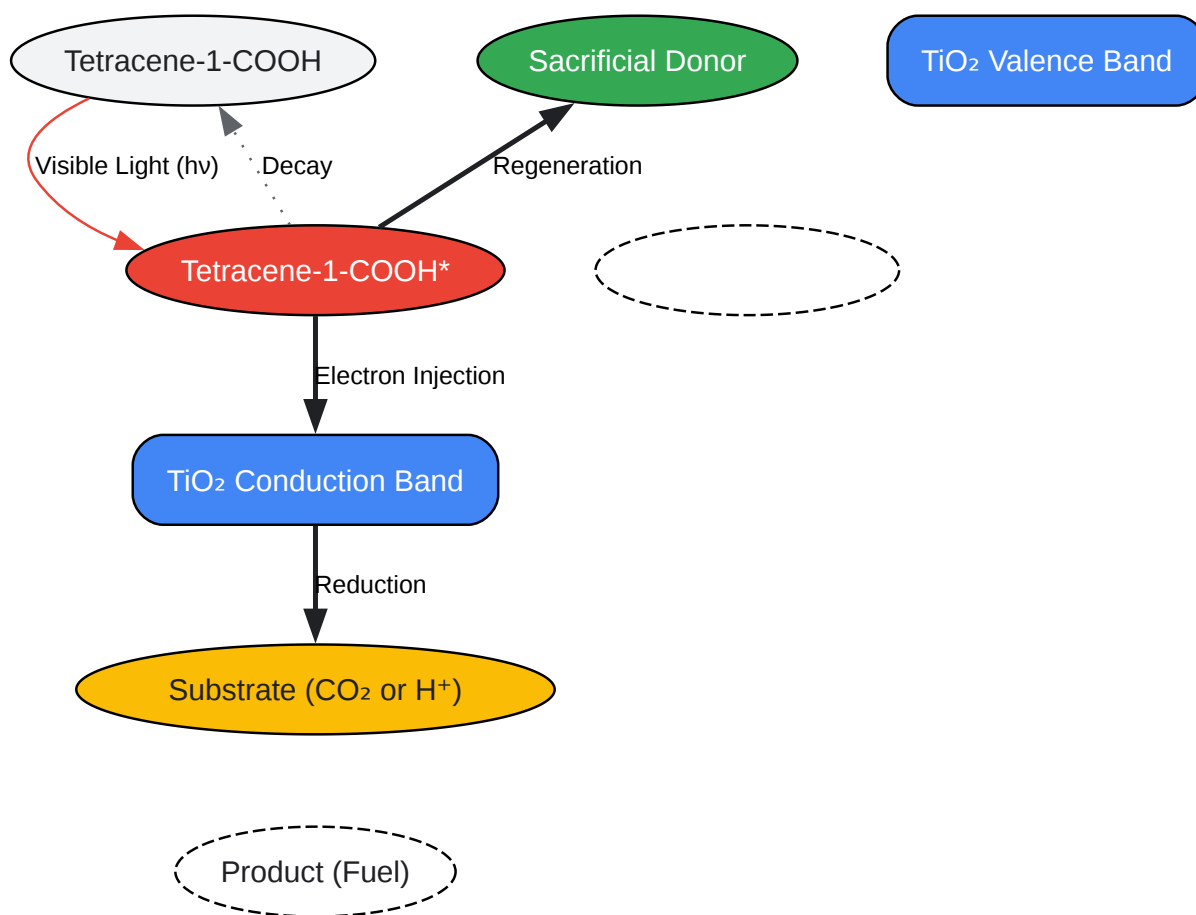 Tetracene-1-COOH
Sacrificial Donor
TiO₂ Valence Band
Visible Light (hν)
Decay
Regeneration
Tetracene-1-COOH*
Electron Injection
TiO₂ Conduction Band
Reduction
Substrate (CO₂ or H⁺)
Product (Fuel)